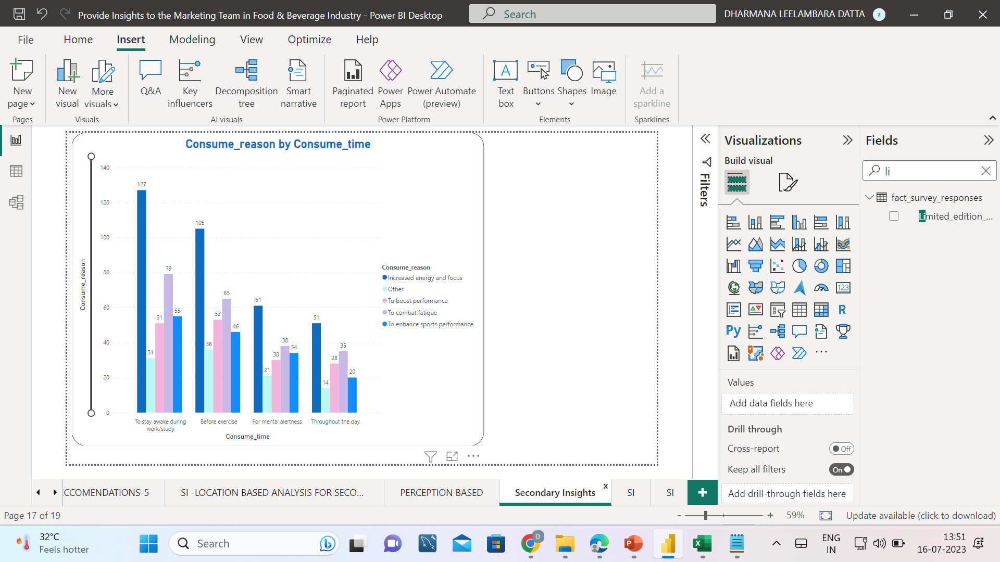 Provide Insights to the Marketing Team in Food & Beverage Industry - Power BI Desktop
Search
DHARMANA LEELAMBARA DATTA
2
File
Home
Insert
Modeling
View
Optimize
Help
New page
New visual
More visuals
Q&A
Key influencers
Decomposition tree
Smart narrative
Paginated report
Power Apps
Power Automate (preview)
Text box
Buttons
Shapes
Image
Add a sparkline
Pages
Visuals
AI visuals
Power Platform
Elements
Sparklines
Consume_reason by Consume_time
Consume_reason
140
120
100
80
60
40
20
0
127
31
51
79
55
105
36
53
65
46
61
21
30
38
34
51
14
28
35
20
To stay awake during
work/study
Before exercise
For mental alertness
Throughout the day
Consume_time
Consume_reason
Increased energy and focus
Other
To boost performance
To combat fatigue
To enhance sports performance
Filters
Visualizations
Build visual
123
R
Py
Values
Add data fields here
Drill through
Cross-report
Off
Keep all filters
On
Add drill-through fields here
Fields
li
fact_survey_responses
Limited_edition_...
CCOMENDATIONS-5
SI -LOCATION BASED ANALYSIS FOR SECO...
PERCEPTION BASED
Secondary Insights
x
SI
SI
+
Page 17 of 19
- + 59%
Update available (click to download)
32°C
Feels hotter
Search
D
ENG
IN
13:51
16-07-2023